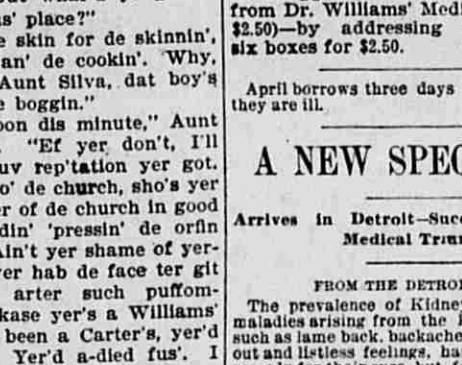 us' place?"
e skin for de skinnin',
an' de cookin'. Why,
Aunt Silva, dat boy's
e boggin."
oon dis minute," Aunt
"Ef yer don't, I'll
uv rep'tation yer got.
o' de church, sho's yer
er of de church in good
din' 'pressin' de orfin
Ain't yer shame of yer-
er hab de face ter git
arter such puffom-
kase yer's a Williams'
been a Carter's, yer'd
Yer'd a-died fus'. I
from Dr. Williams' Medi
$2.50)—by addressing
six boxes for $2.50.
April borrows three days
they are ill.
A NEW SPEC
Arrives in Detroit—Suc
Medical Trium
FROM THE DETRO
The prevalence of Kidney
maladies arising from the
such as lame back, backache
out and listless feelings, ha